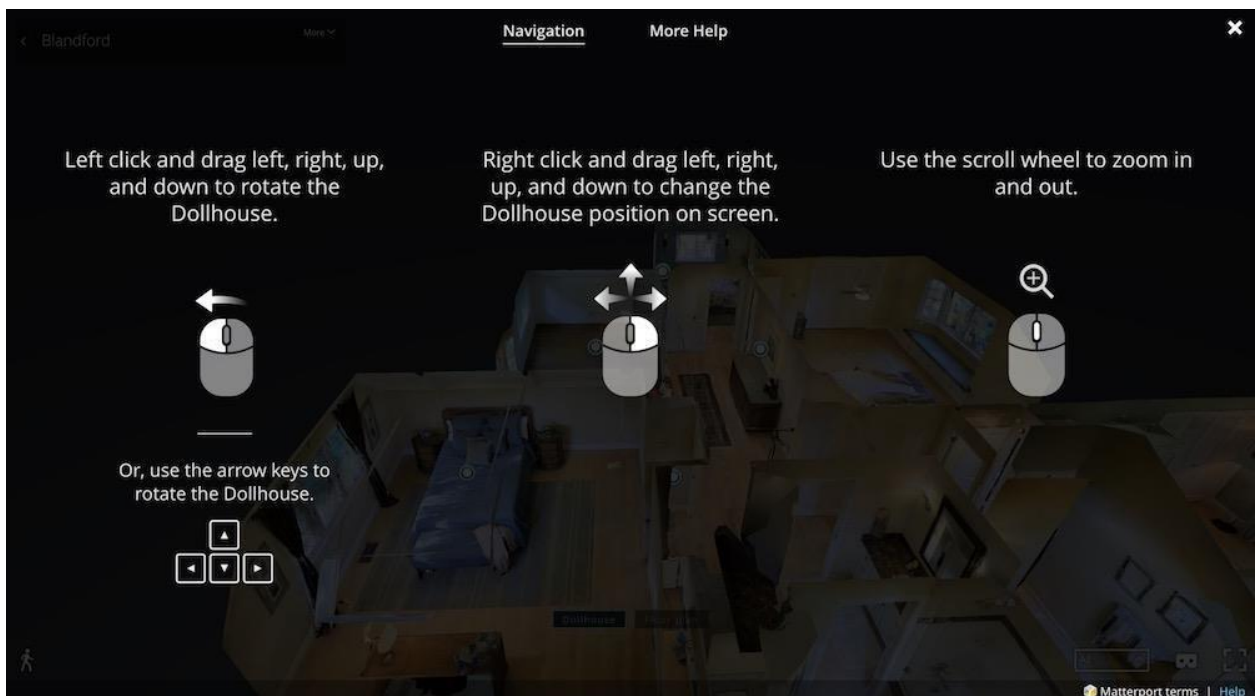 Blandford
More
Navigation
More Help
Left click and drag left, right, up,
and down to rotate the
Dollhouse.
Right click and drag left, right,
up, and down to change the
Dollhouse position on screen.
Use the scroll wheel to zoom in
and out.
Or, use the arrow keys to
rotate the Dollhouse.
Dollhouse
Matterport terms | Help